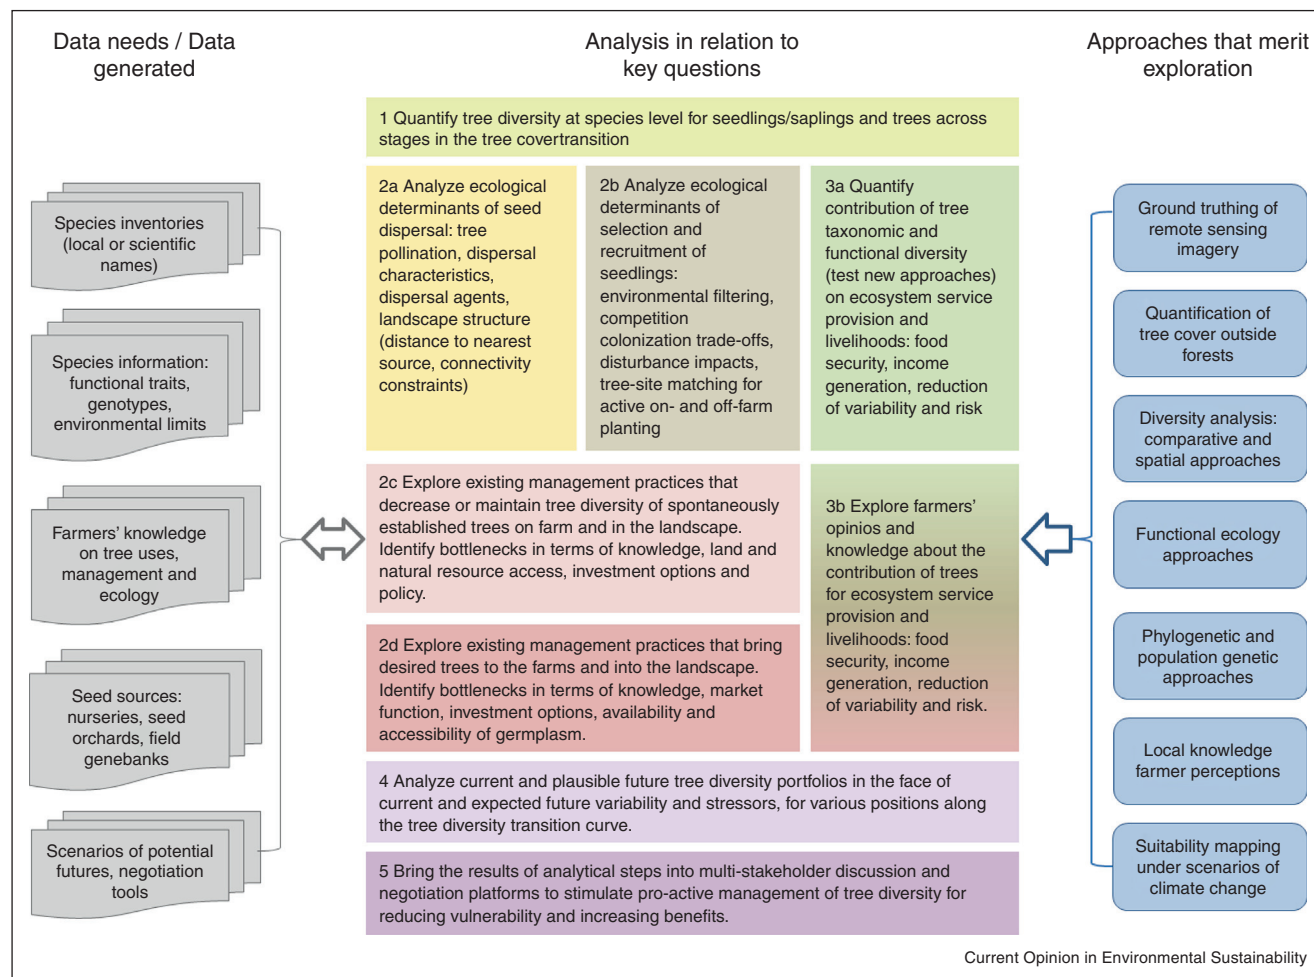 Data needs / Data
generated
Analysis in relation to
key questions
Approaches that merit
exploration
Species inventories
(local or scientific
names)
Species information:
functional traits,
genotypes,
environmental limits
Farmers' knowledge
on tree uses,
management and
ecology
Seed sources:
nurseries, seed
orchards, field
genebanks
Scenarios of potential
futures, negotiation
tools
1 Quantify tree diversity at species level for seedlings/saplings and trees across
stages in the tree covertransition
2a Analyze ecological
determinants of seed
dispersal: tree
pollination, dispersal
characteristics,
dispersal agents,
landscape structure
(distance to nearest
source, connectivity
constraints)
2b Analyze ecological
determinants of
selection and
recruitment of
seedlings:
environmental filtering,
competition
colonization trade-offs,
disturbance impacts,
tree-site matching for
active on- and off-farm
planting
3a Quantify
contribution of tree
taxonomic and
functional diversity
(test new approaches)
on ecosystem service
provision and
livelihoods: food
security, income
generation, reduction
of variability and risk
2c Explore existing management practices that
decrease or maintain tree diversity of spontaneously
established trees on farm and in the landscape.
Identify bottlenecks in terms of knowledge, land and
natural resource access, investment options and
policy.
2d Explore existing management practices that bring
desired trees to the farms and into the landscape.
Identify bottlenecks in terms of knowledge, market
function, investment options, availability and
accessibility of germplasm.
3b Explore farmers'
opinios and
knowledge about the
contribution of trees
for ecosystem service
provision and
livelihoods: food
security, income
generation, reduction
of variability and risk.
4 Analyze current and plausible future tree diversity portfolios in the face of
current and expected future variability and stressors, for various positions along
the tree diversity transition curve.
5 Bring the results of analytical steps into multi-stakeholder discussion and
negotiation platforms to stimulate pro-active management of tree diversity for
reducing vulnerability and increasing benefits.
Ground truthing of
remote sensing
imagery
Quantification of
tree cover outside
forests
Diversity analysis:
comparative and
spatial approaches
Functional ecology
approaches
Phylogenetic and
population genetic
approaches
Local knowledge
farmer perceptions
Suitability mapping
under scenarios of
climate change
Current Opinion in Environmental Sustainability